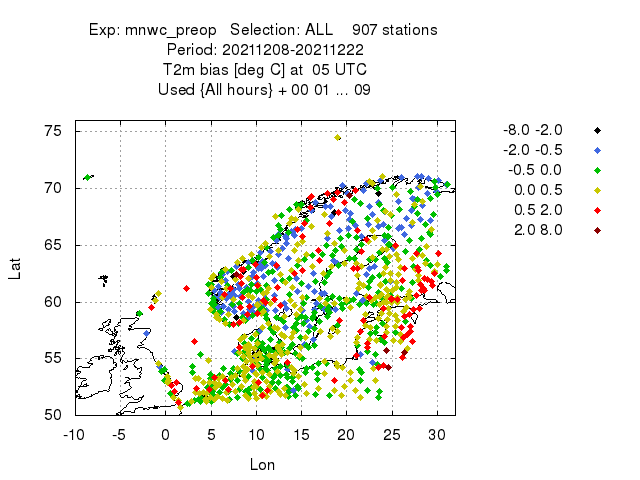 Exp: mnwc_preop   Selection: ALL    907 stations
Period: 20211208-20211222
T2m bias [deg C] at  05 UTC
Used {All hours} + 00 01 ... 09
75
70
65
60
55
50
-10 -5 0 5 10 15 20 25 30
Lat
Lon
-8.0 -2.0
-2.0 -0.5
-0.5 0.0
0.0 0.5
0.5 2.0
2.0 8.0